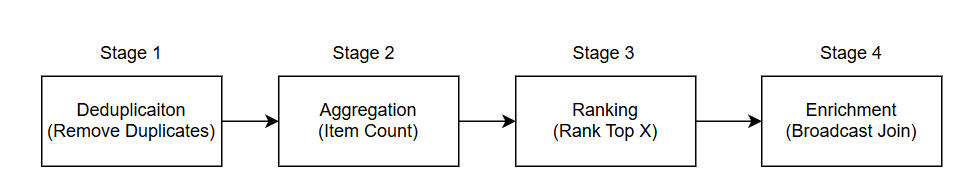 Stage 1
Stage 2
Stage 3
Stage 4
Deduplicaiton
(Remove Duplicates)
Aggregation
(Item Count)
Ranking
(Rank Top X)
Enrichment
(Broadcast Join)